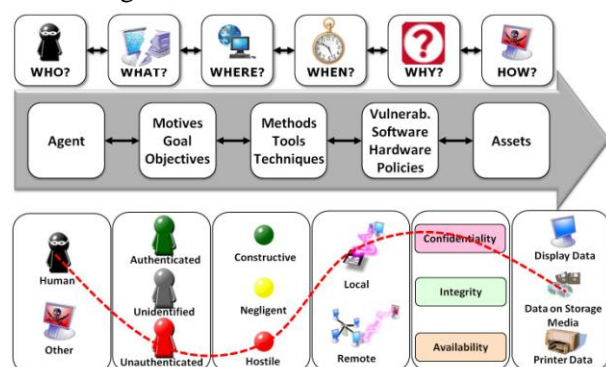 WHO?
WHAT?
WHERE?
WHEN?
WHY?
HOW?
Agent
Motives
Goal
Objectives
Methods
Tools
Techniques
Vulnerab.
Software
Hardware
Policies
Assets
Human
Other
Authenticated
Unidentified
Unauthenticated
Constructive
Negligent
Hostile
Local
Remote
Confidentiality
Integrity
Availability
Display Data
Data on Storage
Media
Printer Data